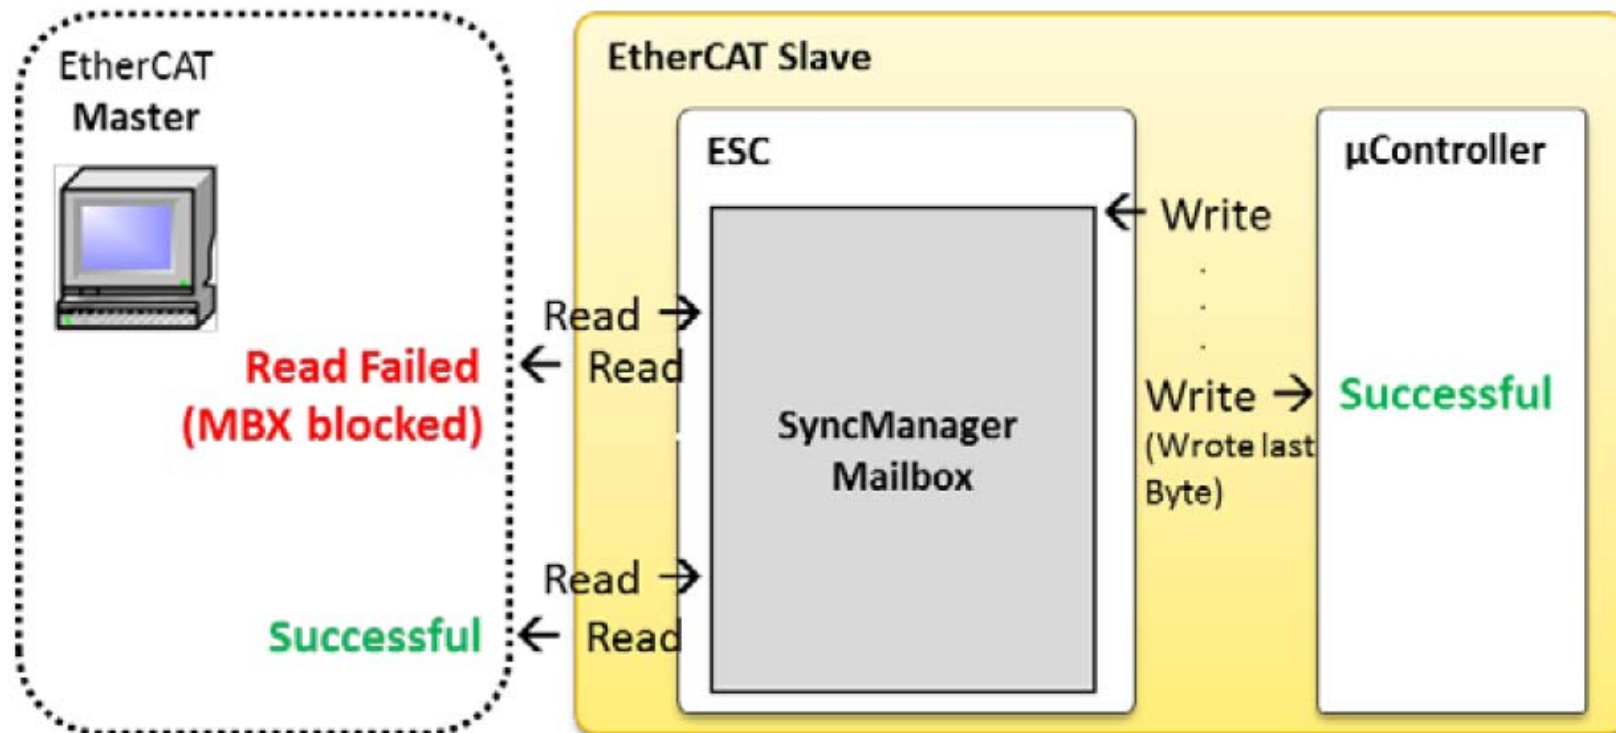 EtherCAT
Master
EtherCAT Slave
ESC
µController
← Write
.
.
.
Read →
Read Failed
(MBX blocked)
← Read
Write →
(Wrote last
Byte)
Successful
SyncManager
Mailbox
Read →
Successful
← Read